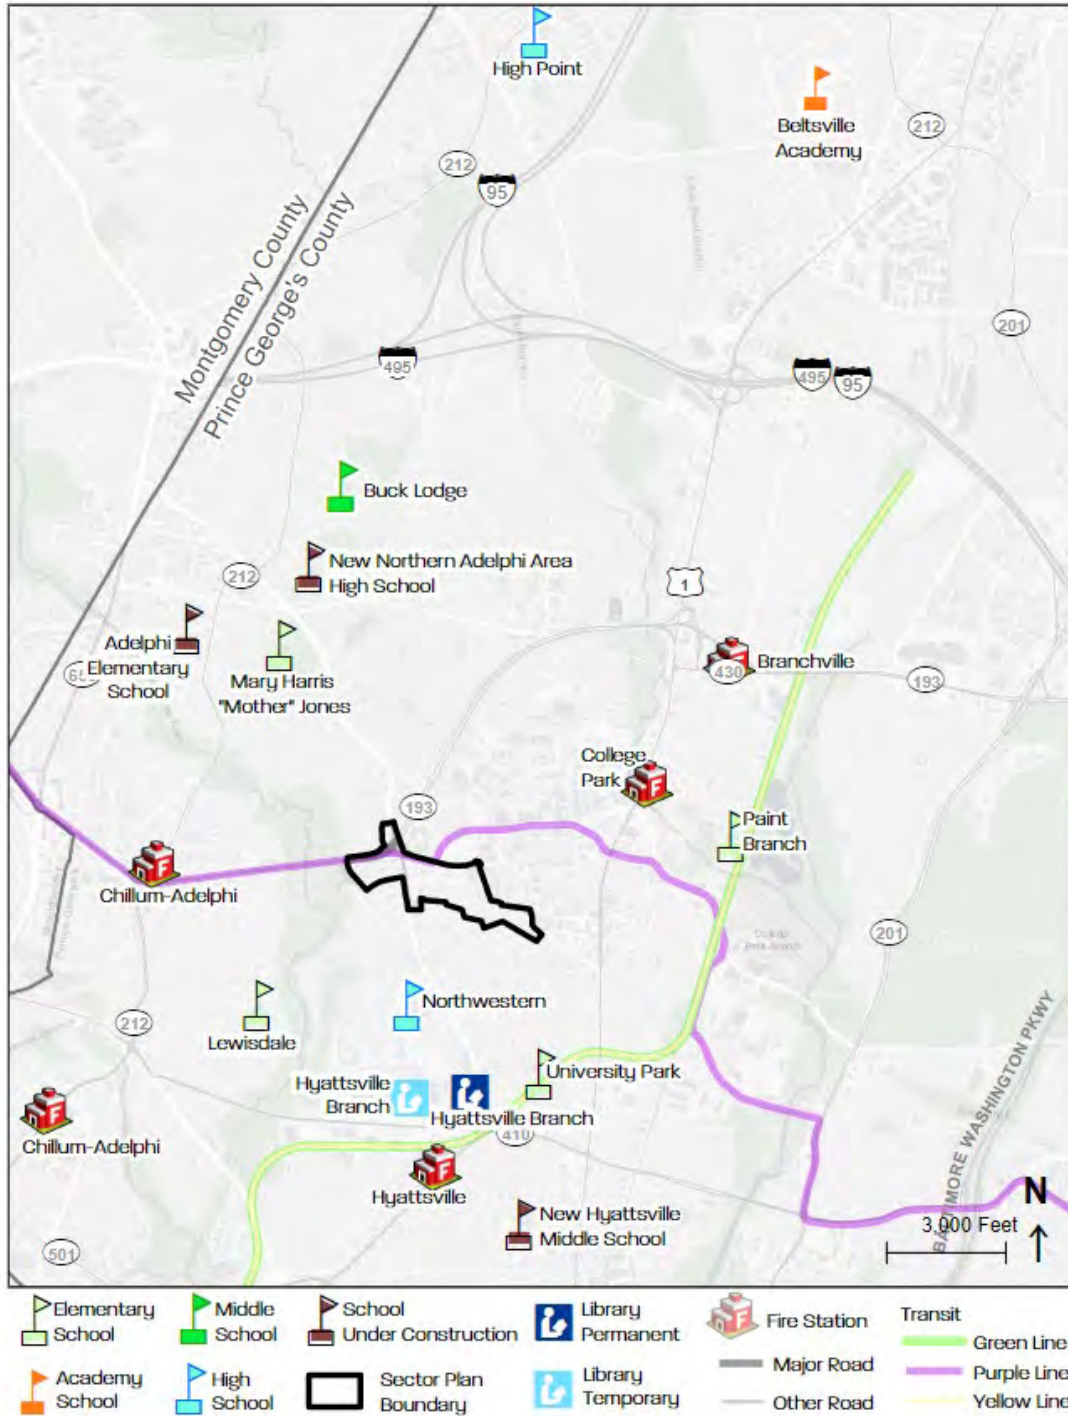 High Point
Beltsville
Academy
212
212
95
Montgomery County
Prince George's County
201
495
495
95
Buck Lodge
New Northern Adelphi Area
High School
212
1
Adelphi
Elementary
School
Mary Harris
"Mother" Jones
Branchville
430
193
College
Park
193
Paint
Branch
Chillum-Adelphi
201
Northwestern
Lewisdale
212
University Park
Hyattsville
Branch
Hyattsville Branch
410
Chillum-Adelphi
Hyattsville
BALTIMORE WASHINGTON PKWY
N
New Hyattsville
Middle School
3,000 Feet
501
Elementary
School
Middle
School
School
Under Construction
Library
Permanent
Fire Station
Transit
Green Line
Major Road
Purple Line
Academy
School
High
School
Sector Plan
Boundary
Library
Temporary
Other Road
Yellow Line